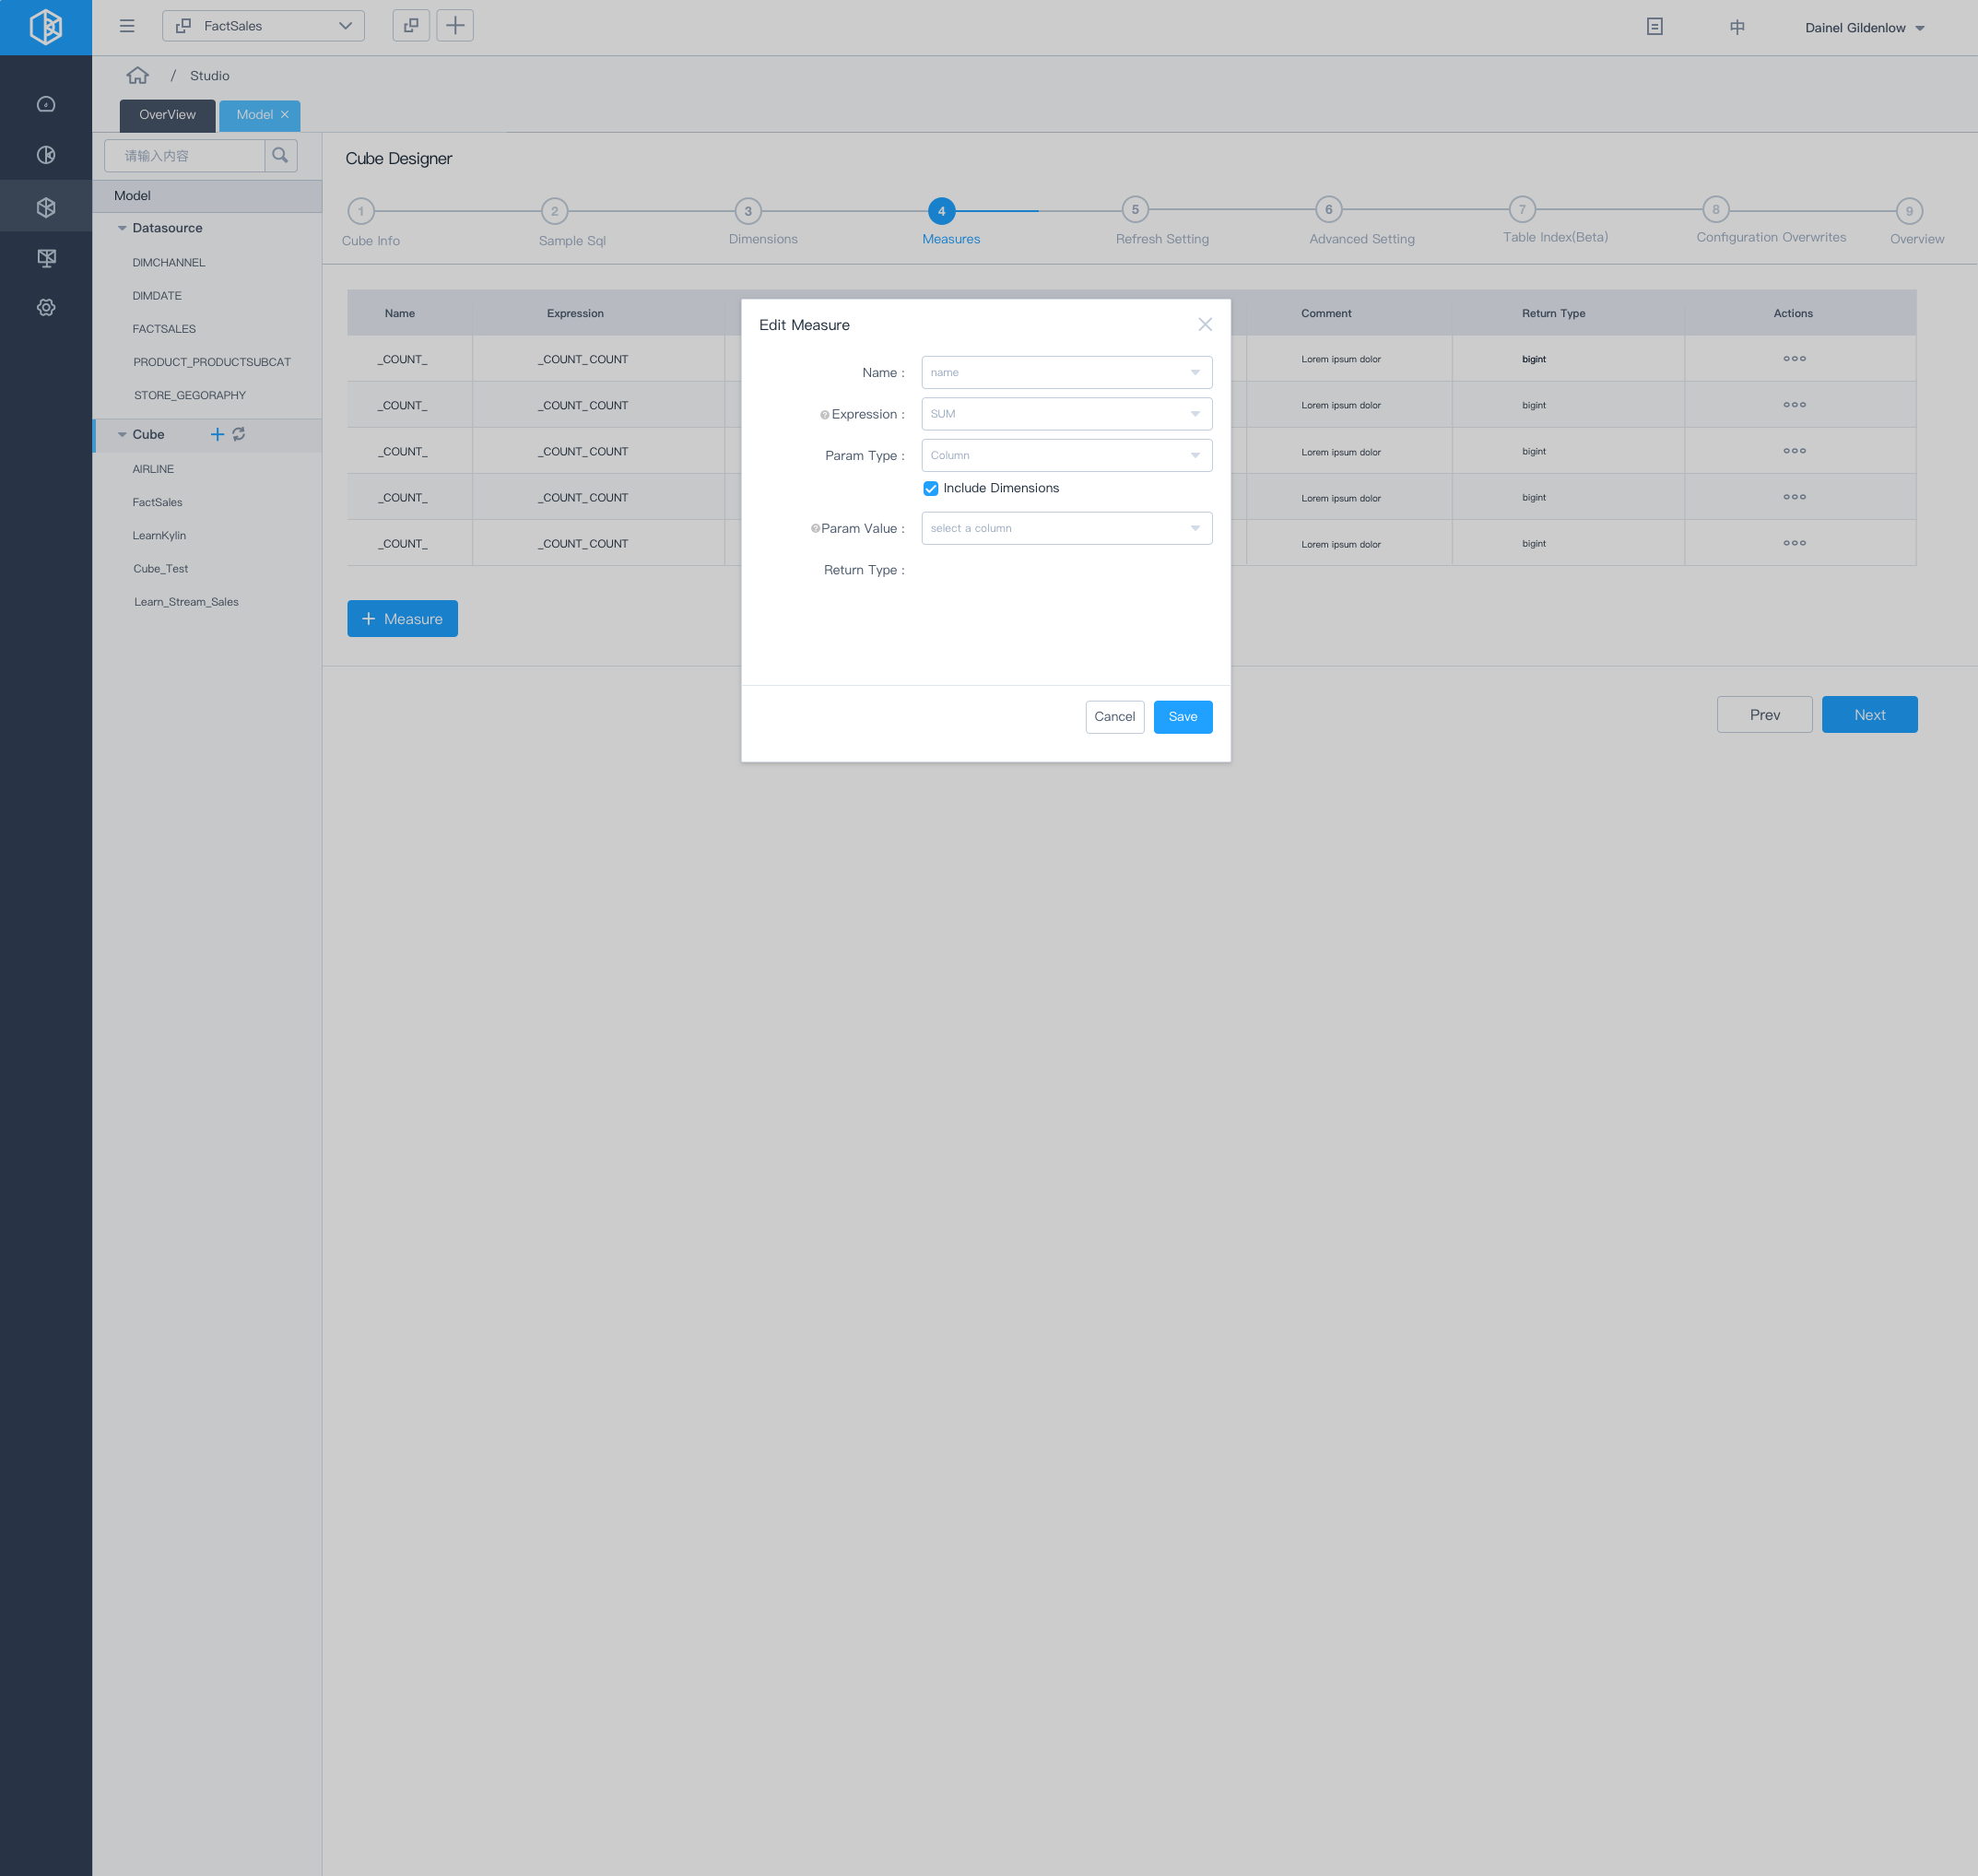 FactSales
中
Dainel Gildenlow
/ Studio
OverView
Model
请输入内容
Model
Datasource
DIMCHANNEL
DIMDATE
FACTSALES
PRODUCT_PRODUCTSUBCAT
STORE_GEGORAPHY
Cube
AIRLINE
FactSales
LearnKylin
Cube_Test
Learn_Stream_Sales
Cube Designer
1 2 3 4 5 6 7 8 9
Cube Info Sample Sql Dimensions Measures Refresh Setting Advanced Setting Table Index(Beta) Configuration Overwrites Overview
Name Expression Comment Return Type Actions
_COUNT_ _COUNT_COUNT Lorem ipsum dolor bigint
_COUNT_ _COUNT_COUNT Lorem ipsum dolor bigint
_COUNT_ _COUNT_COUNT Lorem ipsum dolor bigint
_COUNT_ _COUNT_COUNT Lorem ipsum dolor bigint
_COUNT_ _COUNT_COUNT Lorem ipsum dolor bigint
Measure
Edit Measure
Name : name
Expression : SUM
Param Type : Column
Include Dimensions
Param Value : select a column
Return Type :
Cancel Save
Prev Next